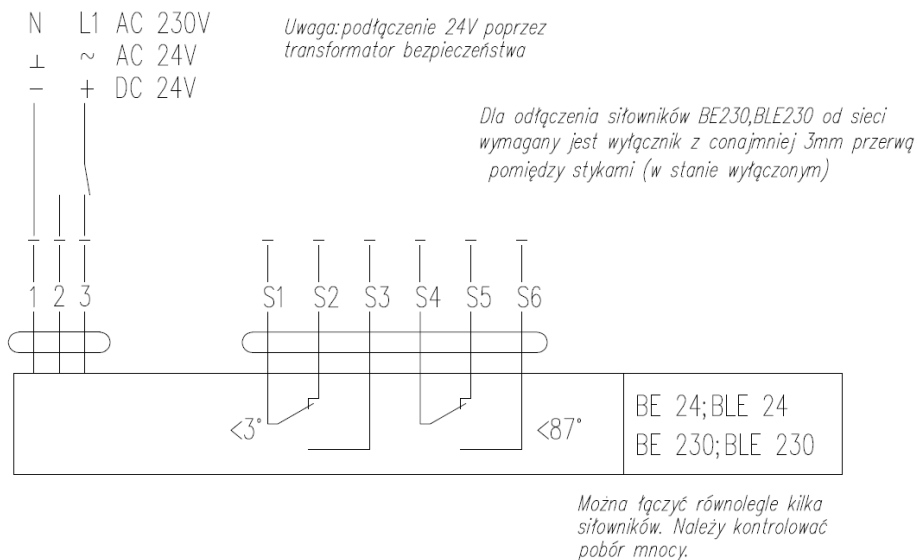 N L1 AC 230V
⊥ ~ AC 24V
− + DC 24V
Uwaga: podłączenie 24V poprzez
transformator bezpieczeństwa
Dla odłączenia siłowników BE230,BLE230 od sieci
wymagany jest wyłącznik z conajmniej 3mm przerwą
pomiędzy stykami (w stanie wyłączonym)
1 2 3 S1 S2 S3 S4 S5 S6
<3° <87°
BE 24;BLE 24
BE 230;BLE 230
Można łączyć równolegle kilka
siłowników. Należy kontrolować
pobór mnocy.